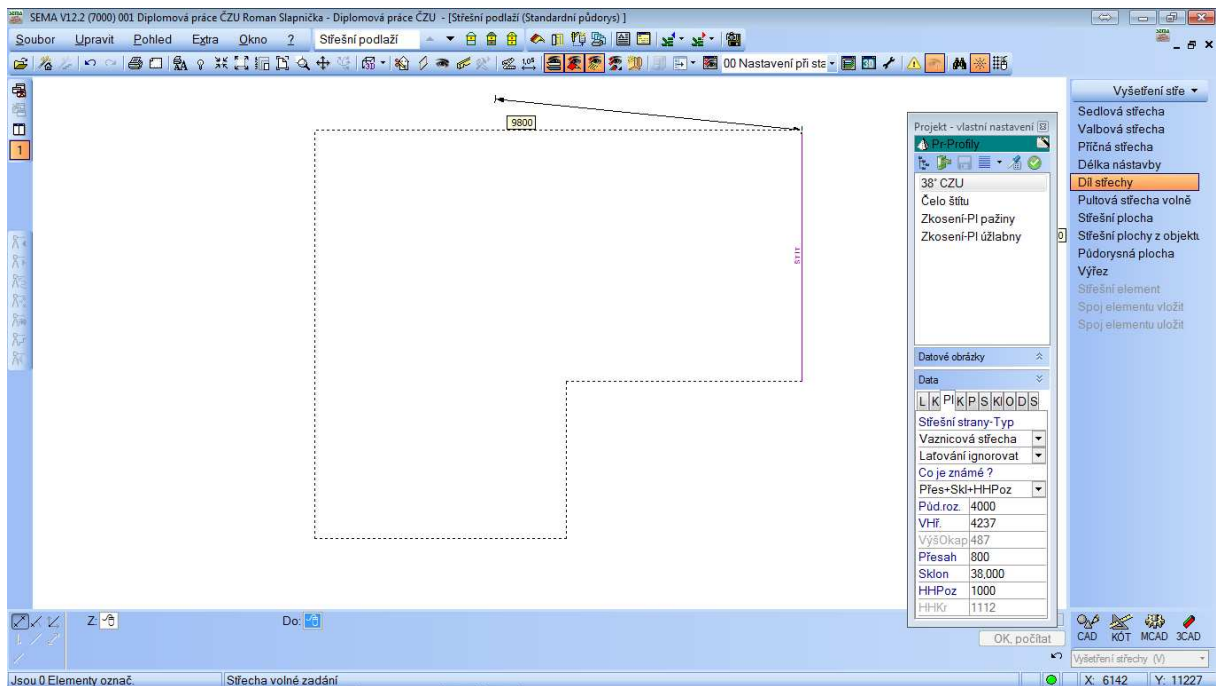 SEMA V12.2 (7000) 001 Diplomová práce ČZU Roman Slapnička - Diplomová práce ČZU - [Střešní podlaží (Standardní půdorys) ]
Soubor Upravit Pohled Extra Okno ? Střešní podlaží
00 Nastavení při sta
1
9800
ŠTÍT
Projekt - vlastní nastavení
Pr-Profily
38° CZU
Čelo štítu
Zkosení-Pl pažiny
Zkosení-Pl úžlabny
Datové obrázky
Data
L K Pl K P S Kl O D S
Střešní strany-Typ
Vaznicová střecha
Laťování ignorovat
Co je známé ?
Přes+Skl+HHPoz
Půd.roz. 4000
VHř. 4237
VýšOkap 487
Přesah 800
Sklon 38,000
HHPoz 1000
HHKr 1112
Vyšetření stře
Sedlová střecha
Valbová střecha
Příčná střecha
Délka nástavby
Díl střechy
Pultová střecha volně
Střešní plocha
Střešní plochy z objektu
Půdorysná plocha
Výřez
Střešní element
Spoj elementu vložit
Spoj elementu uložit
Z: Do:
OK, počítat
CAD KÓT MCAD 3CAD
Vyšetření střechy (V)
Jsou 0 Elementy označ. Střecha volné zadání X: 6142 Y: 11227